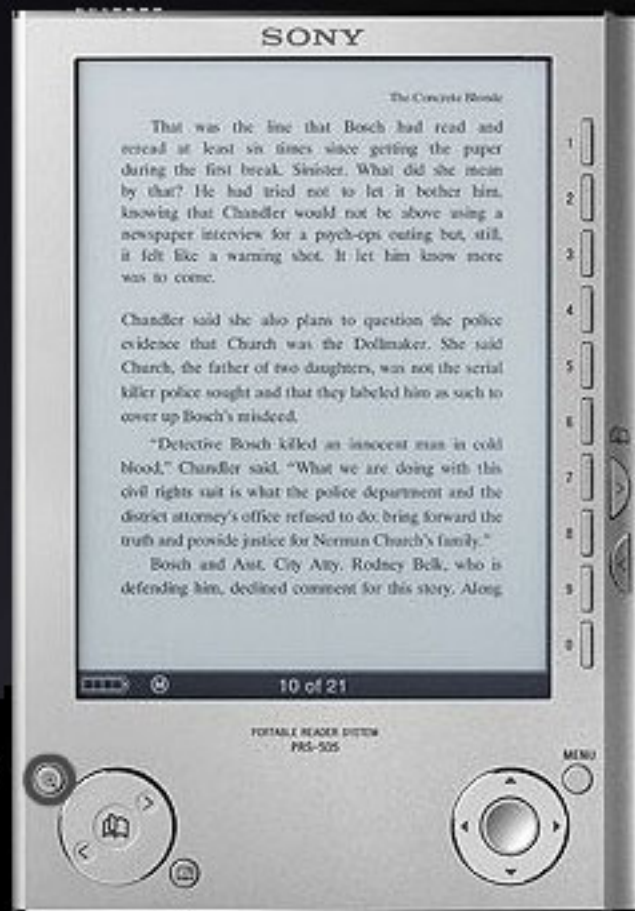 SONY
The Concrete Blonde
That was the line that Bosch had read and
reread at least six times since getting the paper
during the first break. Sinister. What did she mean
by that? He had tried not to let it bother him,
knowing that Chandler would not be above using a
newspaper interview for a psych-ops outing but, still,
it felt like a warning shot. It let him know more
was to come.
Chandler said she also plans to question the police
evidence that Church was the Dollmaker. She said
Church, the father of two daughters, was not the serial
killer police sought and that they labeled him as such to
cover up Bosch's misdeed.
"Detective Bosch killed an innocent man in cold
blood," Chandler said. "What we are doing with this
civil rights suit is what the police department and the
district attorney's office refused to do: bring forward the
truth and provide justice for Norman Church's family."
Bosch and Asst. City Atty. Rodney Belk, who is
defending him, declined comment for this story. Along
1
2
3
4
5
6
7
8
9
0
M
10 of 21
PORTABLE READER SYSTEM
PRS-505
MENU